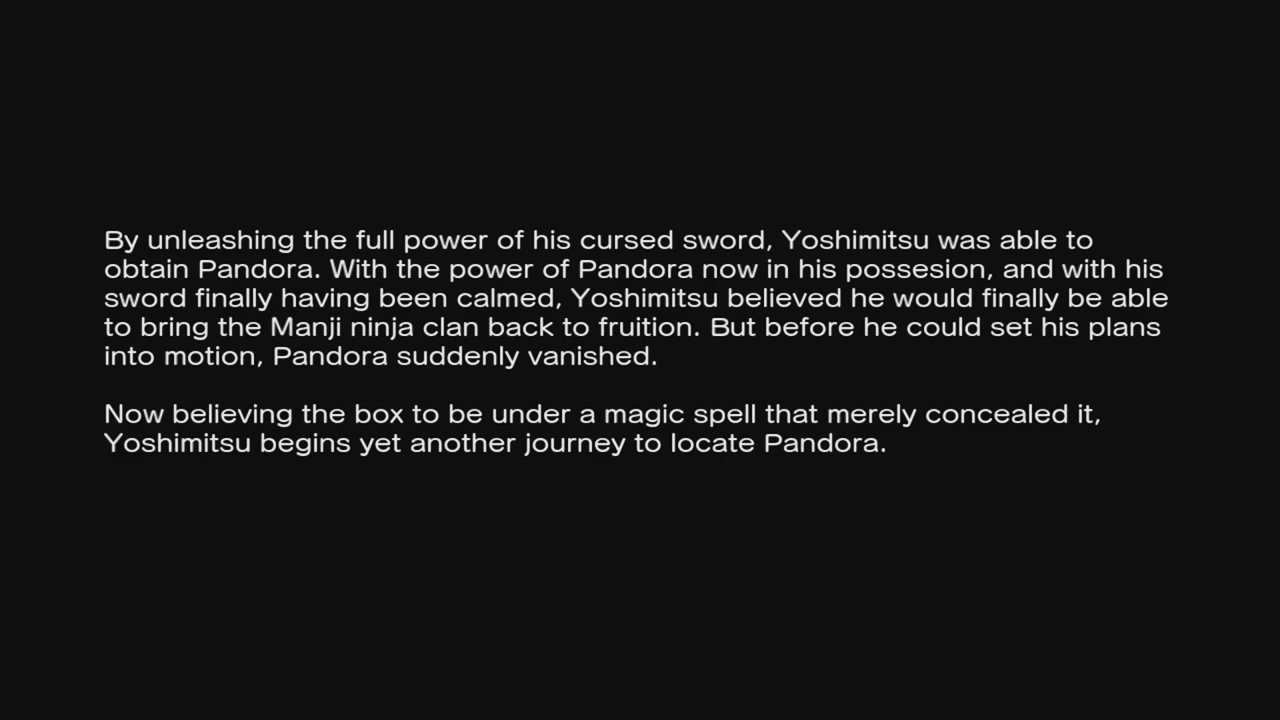 By unleashing the full power of his cursed sword, Yoshimitsu was able to
obtain Pandora. With the power of Pandora now in his possesion, and with his
sword finally having been calmed, Yoshimitsu believed he would finally be able
to bring the Manji ninja clan back to fruition. But before he could set his plans
into motion, Pandora suddenly vanished.
Now believing the box to be under a magic spell that merely concealed it,
Yoshimitsu begins yet another journey to locate Pandora.